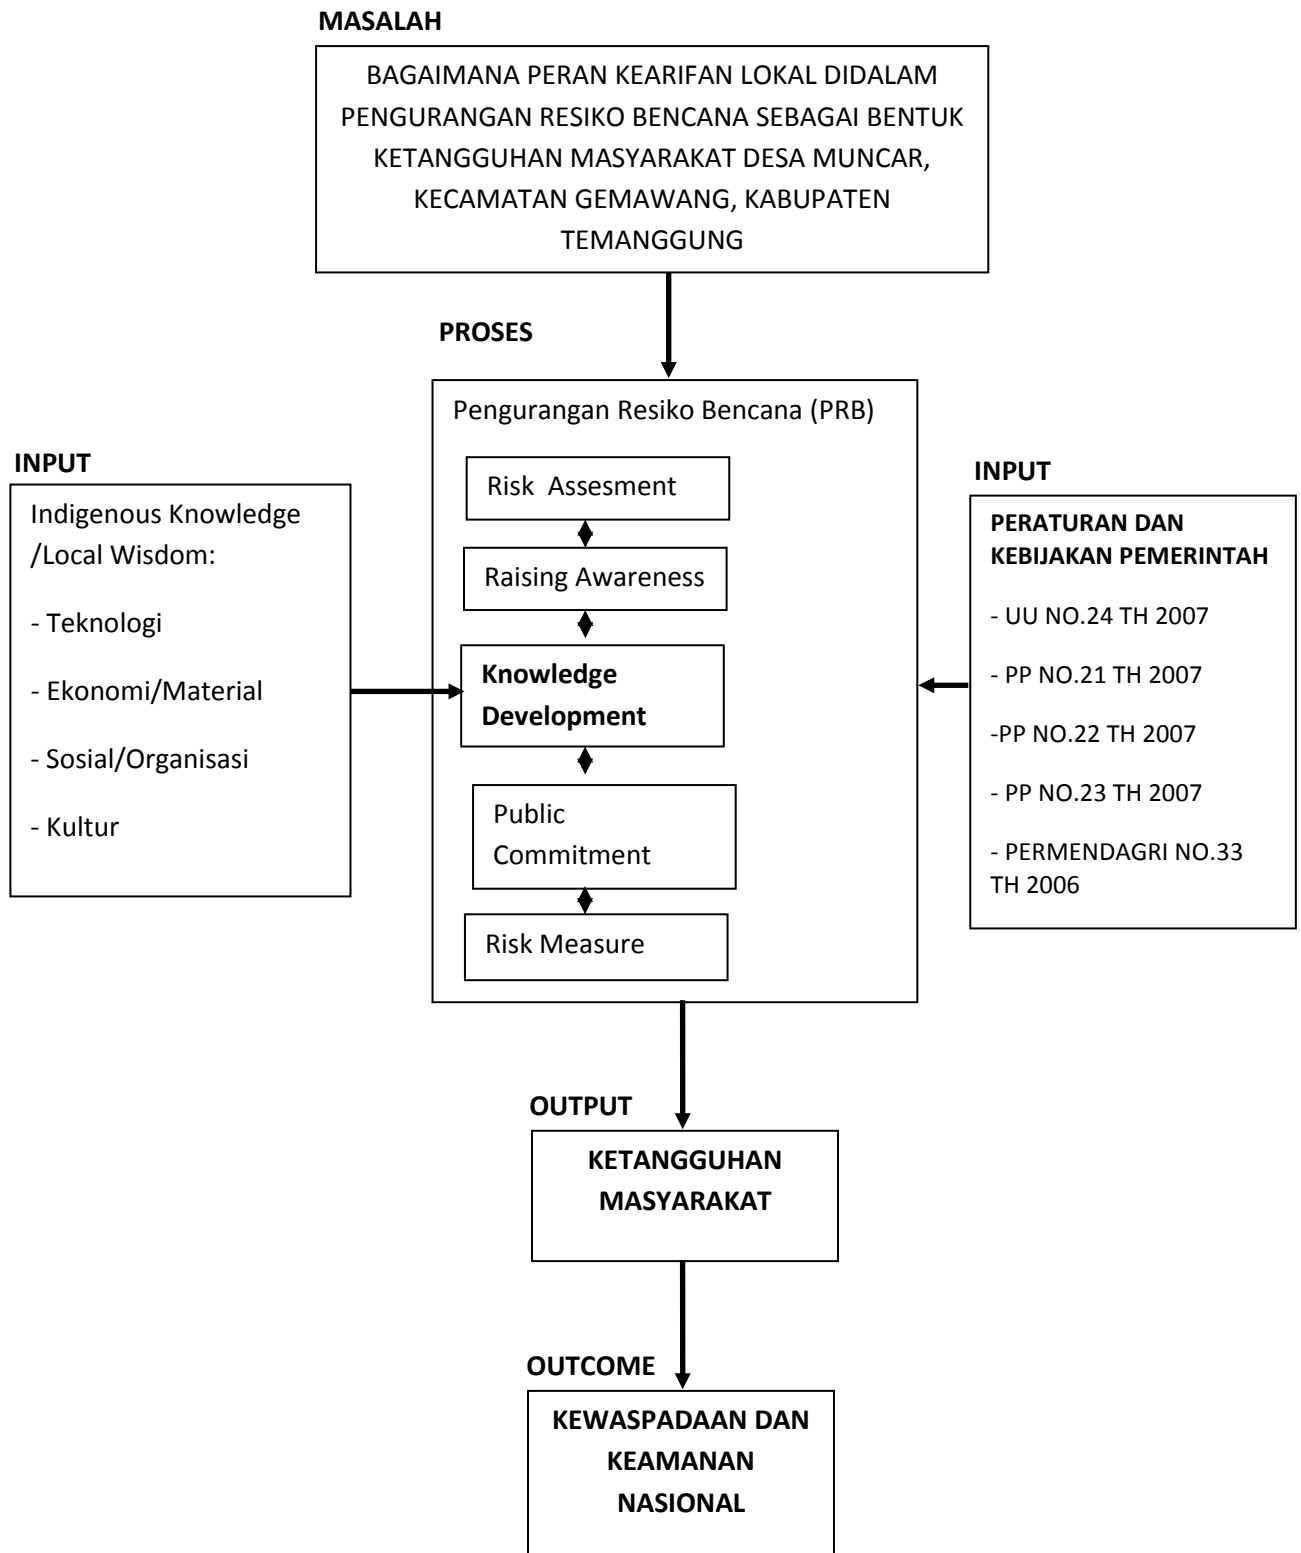 MASALAH
BAGAIMANA PERAN KEARIFAN LOKAL DIDALAM
PENGURANGAN RESIKO BENCANA SEBAGAI BENTUK
KETANGGUHAN MASYARAKAT DESA MUNCAR,
KECAMATAN GEMAWANG, KABUPATEN
TEMANGGUNG
PROSES
Pengurangan Resiko Bencana (PRB)
Risk Assesment
Raising Awareness
Knowledge
Development
Public
Commitment
Risk Measure
INPUT
Indigenous Knowledge
/Local Wisdom:
- Teknologi
- Ekonomi/Material
- Sosial/Organisasi
- Kultur
INPUT
PERATURAN DAN
KEBIJAKAN PEMERINTAH
- UU NO.24 TH 2007
- PP NO.21 TH 2007
-PP NO.22 TH 2007
- PP NO.23 TH 2007
- PERMENDAGRI NO.33
TH 2006
OUTPUT
KETANGGUHAN
MASYARAKAT
OUTCOME
KEWASPADAAN DAN
KEAMANAN
NASIONAL